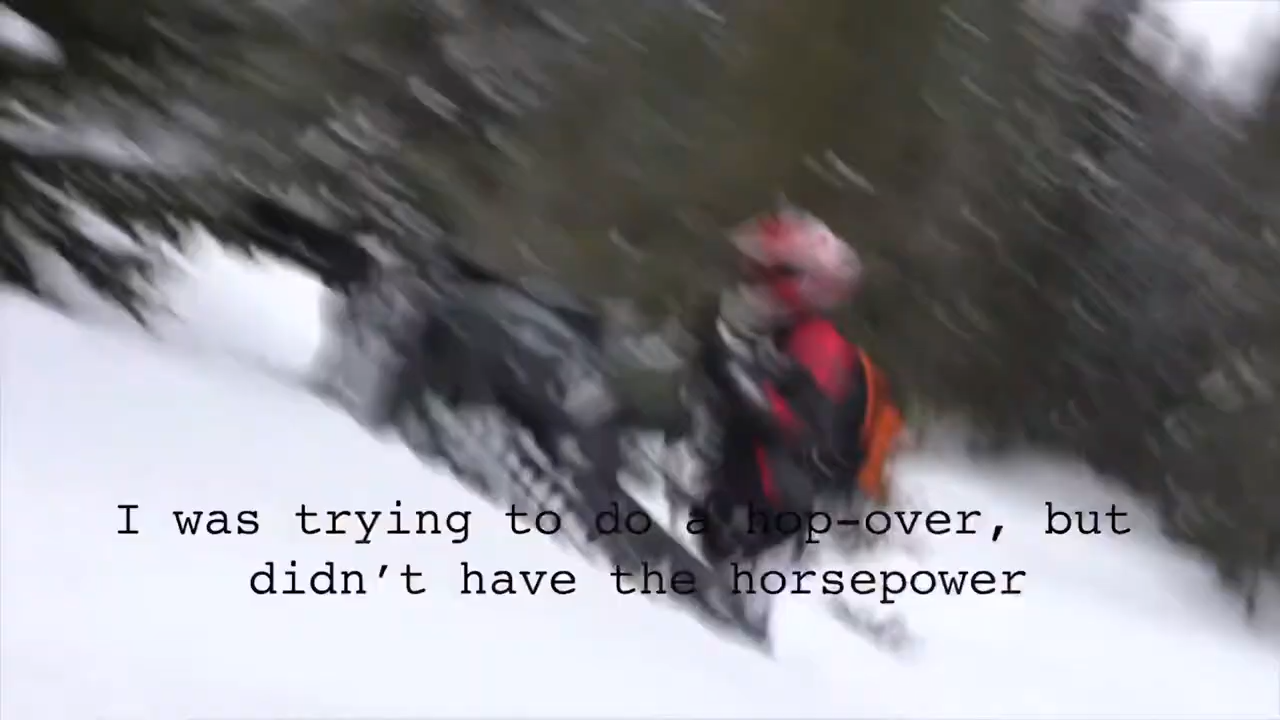 I was trying to do a hop-over, but
didn’t have the horsepower